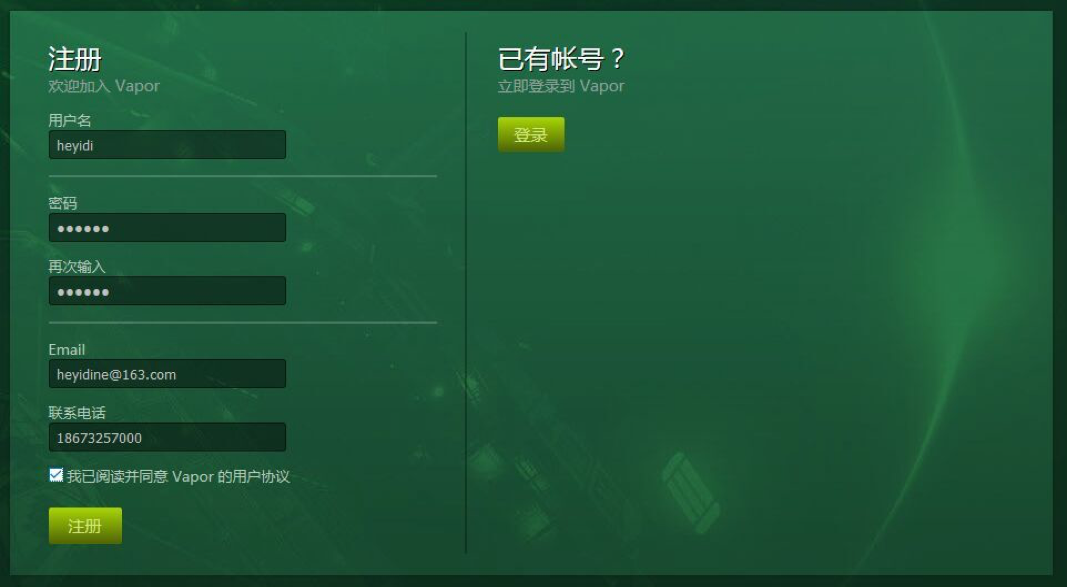 注册
欢迎加入 Vapor
用户名
heyidi
密码
●●●●●●
再次输入
●●●●●●
Email
heyidine@163.com
联系电话
18673257000
我已阅读并同意 Vapor 的用户协议
注册
已有帐号？
立即登录到 Vapor
登录